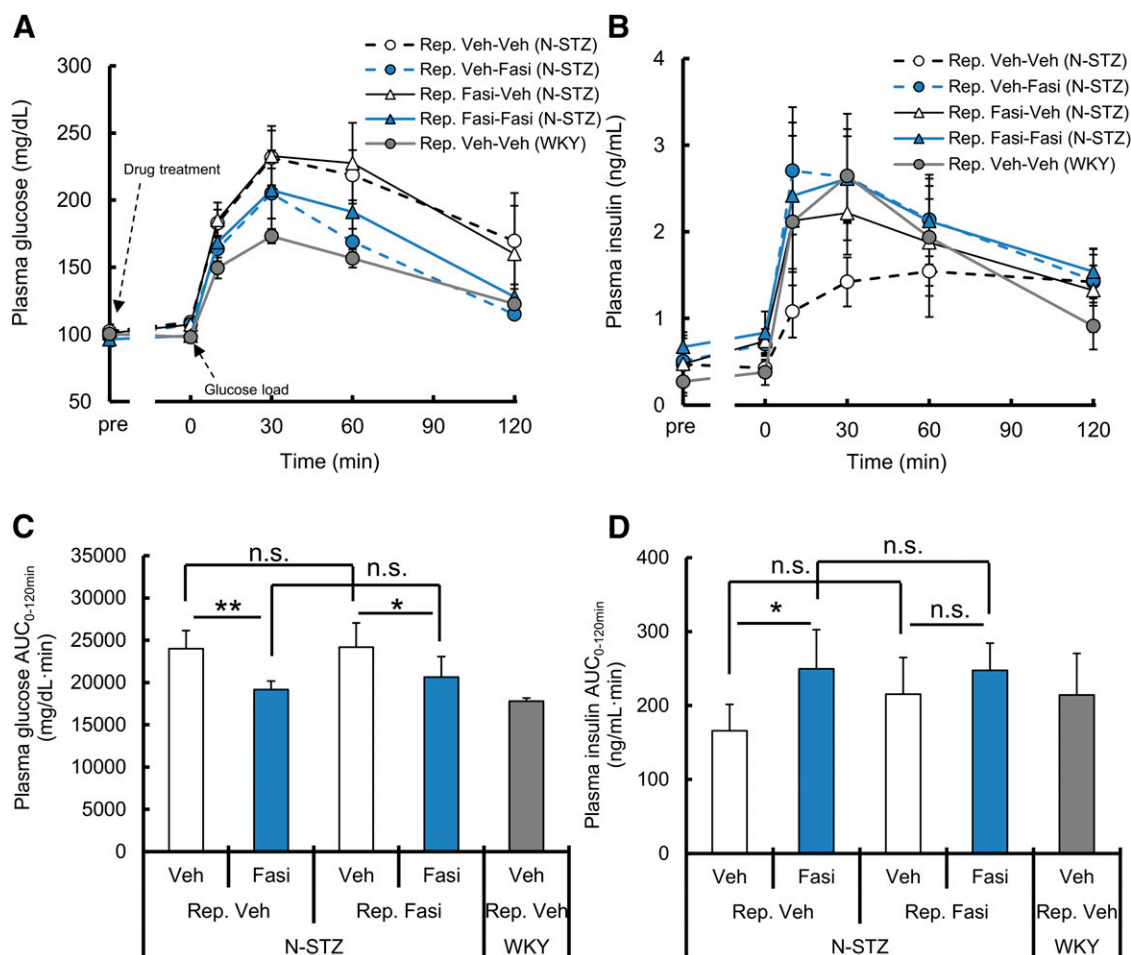 A
Rep. Veh-Veh (N-STZ)
Rep. Veh-Fasi (N-STZ)
Rep. Fasi-Veh (N-STZ)
Rep. Fasi-Fasi (N-STZ)
Rep. Veh-Veh (WKY)
Plasma glucose (mg/dL)
300
250
200
150
100
50
Drug treatment
Glucose load
pre
0
30
60
90
120
Time (min)
B
Rep. Veh-Veh (N-STZ)
Rep. Veh-Fasi (N-STZ)
Rep. Fasi-Veh (N-STZ)
Rep. Fasi-Fasi (N-STZ)
Rep. Veh-Veh (WKY)
Plasma insulin (ng/mL)
4
3
2
1
0
pre
0
30
60
90
120
Time (min)
C
Plasma glucose AUC0-120min
(mg/dL·min)
35000
30000
25000
20000
15000
10000
5000
0
n.s.
n.s.
**
*
Veh
Fasi
Veh
Fasi
Veh
Rep. Veh
Rep. Fasi
Rep. Veh
N-STZ
WKY
D
Plasma insulin AUC0-120min
(ng/mL·min)
400
300
200
100
0
n.s.
n.s.
*
n.s.
Veh
Fasi
Veh
Fasi
Veh
Rep. Veh
Rep. Fasi
Rep. Veh
N-STZ
WKY